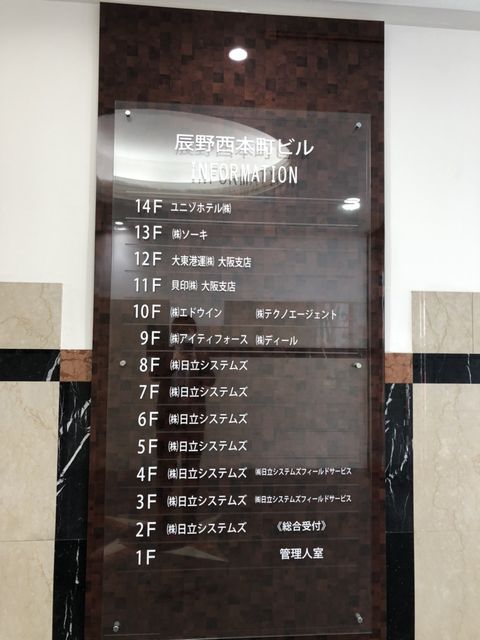 辰野西本町ビル
INFORMATION
14F ユニゾホテル㈱
13F ㈱ソーキ
12F 大東港運㈱ 大阪支店
11F 貝印㈱ 大阪支店
10F ㈱エドウイン ㈱テクノエージェント
9F ㈱アイティフォース ㈱ディール
8F ㈱日立システムズ
7F ㈱日立システムズ
6F ㈱日立システムズ
5F ㈱日立システムズ
4F ㈱日立システムズ ㈱日立システムズフィールドサービス
3F ㈱日立システムズ ㈱日立システムズフィールドサービス
2F ㈱日立システムズ 《総合受付》
1F 管理人室